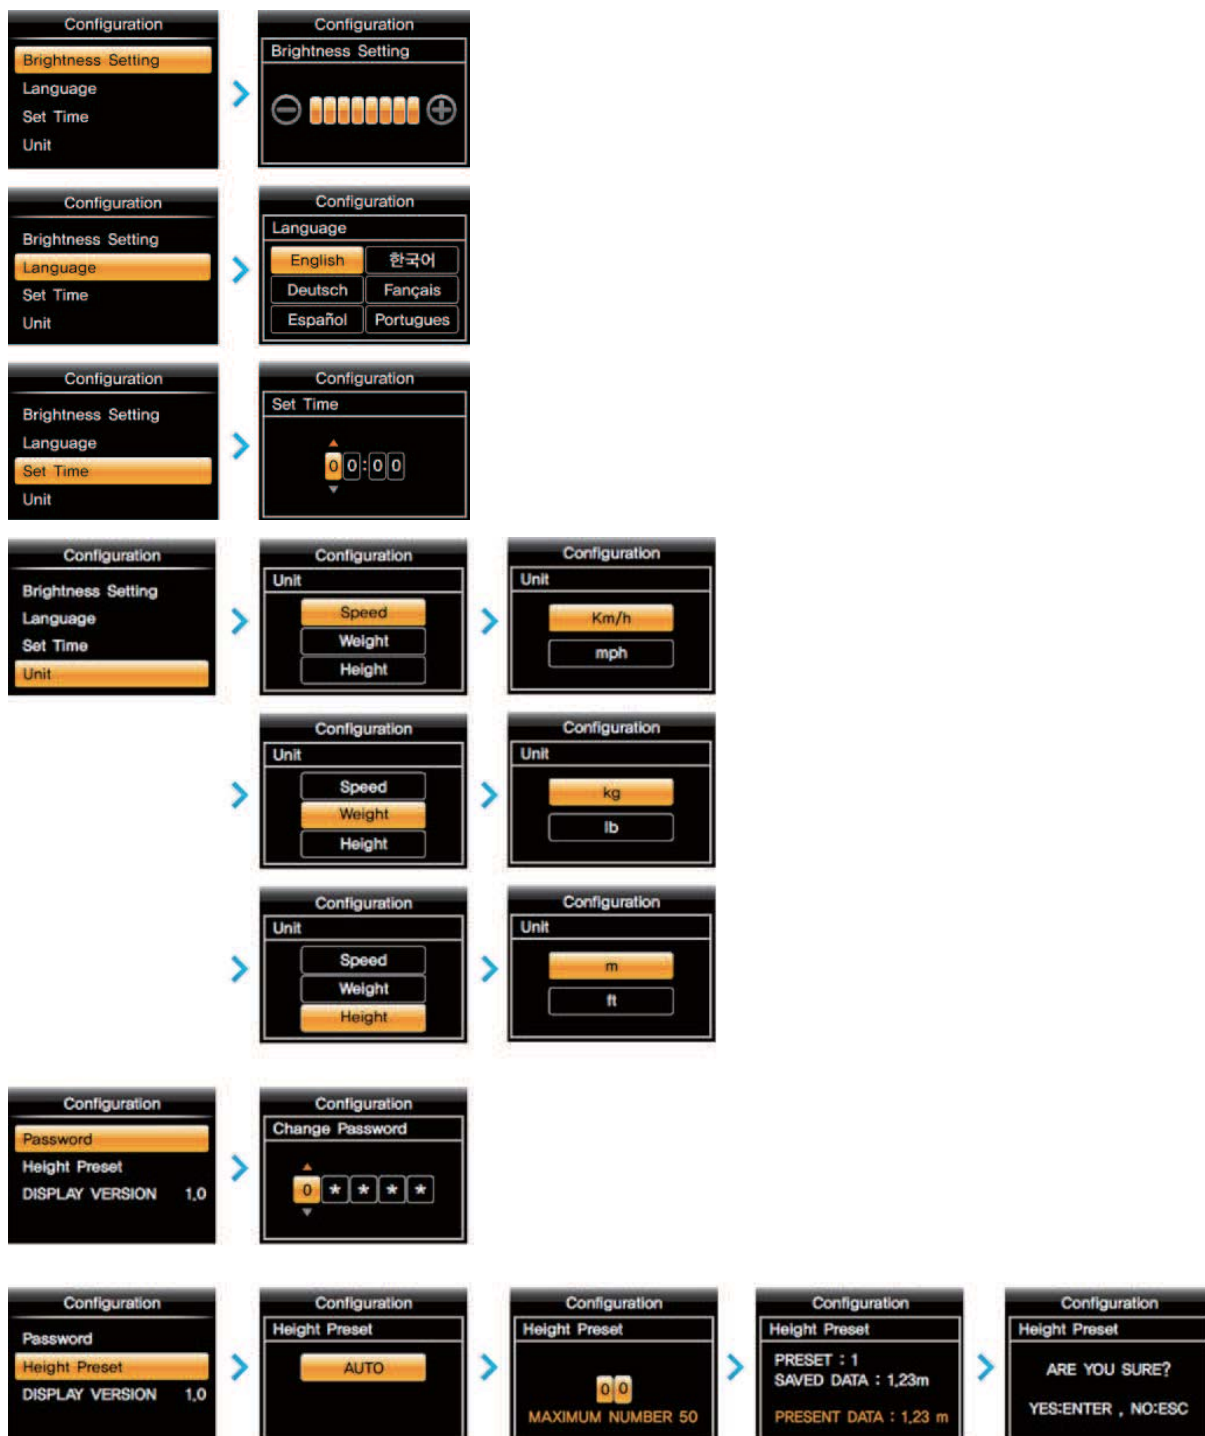 Configuration
Brightness Setting
Language
Set Time
Unit
Configuration
Brightness Setting
Configuration
Brightness Setting
Language
Set Time
Unit
Configuration
Language
English 한국어
Deutsch Fançais
Español Portugues
Configuration
Brightness Setting
Language
Set Time
Unit
Configuration
Set Time
0 0 : 0 0
Configuration
Brightness Setting
Language
Set Time
Unit
Configuration
Unit
Speed
Weight
Height
Configuration
Unit
Km/h
mph
Configuration
Unit
Speed
Weight
Height
Configuration
Unit
kg
lb
Configuration
Unit
Speed
Weight
Height
Configuration
Unit
m
ft
Configuration
Password
Height Preset
DISPLAY VERSION 1.0
Configuration
Change Password
0 * * * *
Configuration
Password
Height Preset
DISPLAY VERSION 1.0
Configuration
Height Preset
AUTO
Configuration
Height Preset
0 0
MAXIMUM NUMBER 50
Configuration
Height Preset
PRESET : 1
SAVED DATA : 1.23m
PRESENT DATA : 1.23 m
Configuration
Height Preset
ARE YOU SURE?
YES:ENTER , NO:ESC